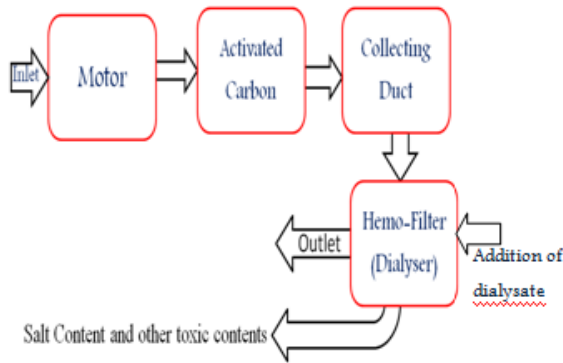 Inlet
Motor
Activated
Carbon
Collecting
Duct
Hemo-Filter
(Dialyser)
Outlet
Addition of
dialysate
Salt Content and other toxic contents